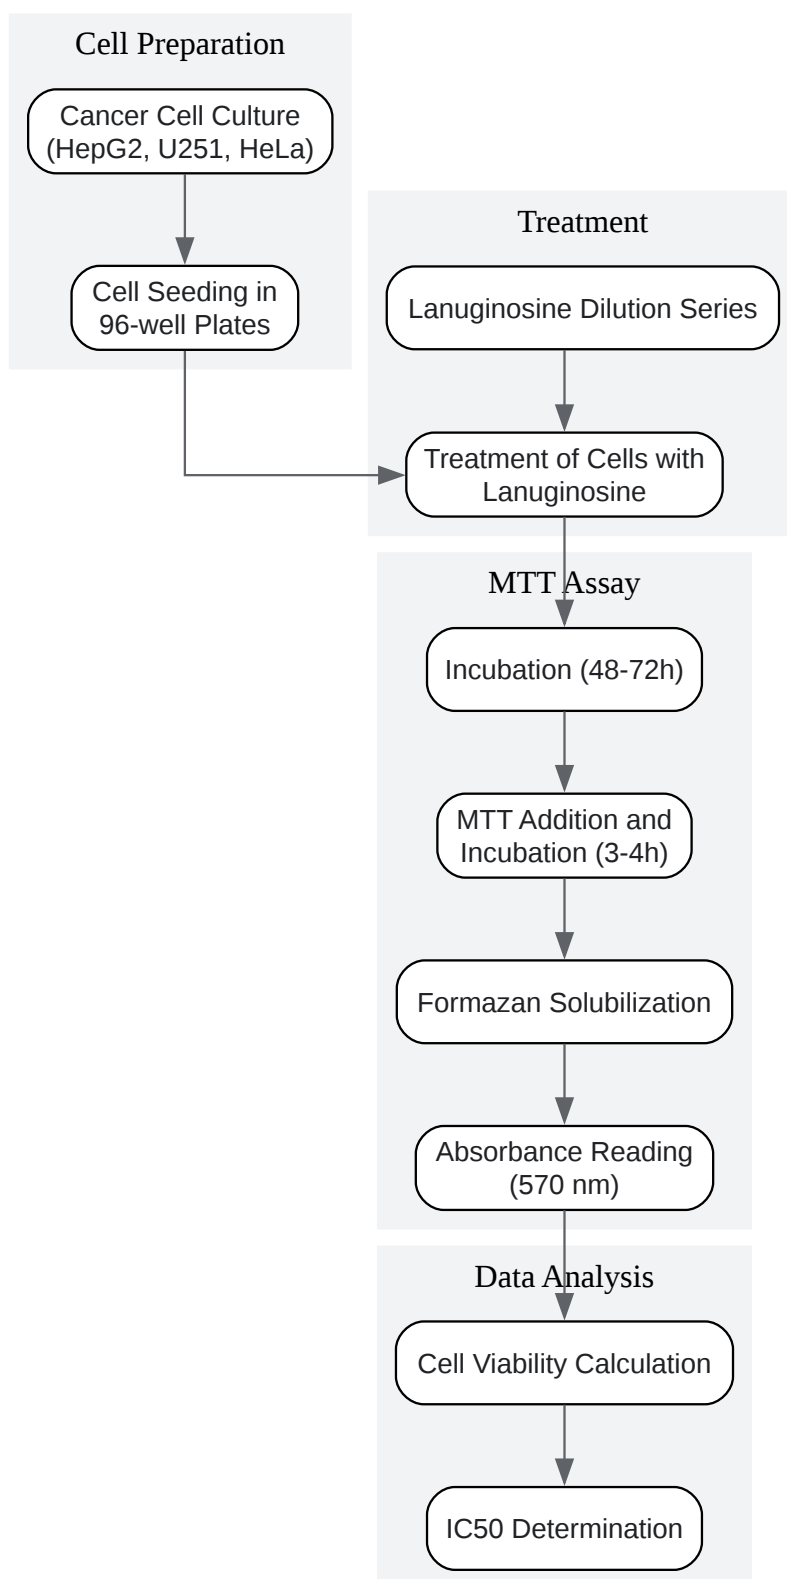 Cell Preparation
Cancer Cell Culture
(HepG2, U251, HeLa)
Cell Seeding in
96-well Plates
Treatment
Lanuginosine Dilution Series
Treatment of Cells with
Lanuginosine
MTT Assay
Incubation (48-72h)
MTT Addition and
Incubation (3-4h)
Formazan Solubilization
Absorbance Reading
(570 nm)
Data Analysis
Cell Viability Calculation
IC50 Determination